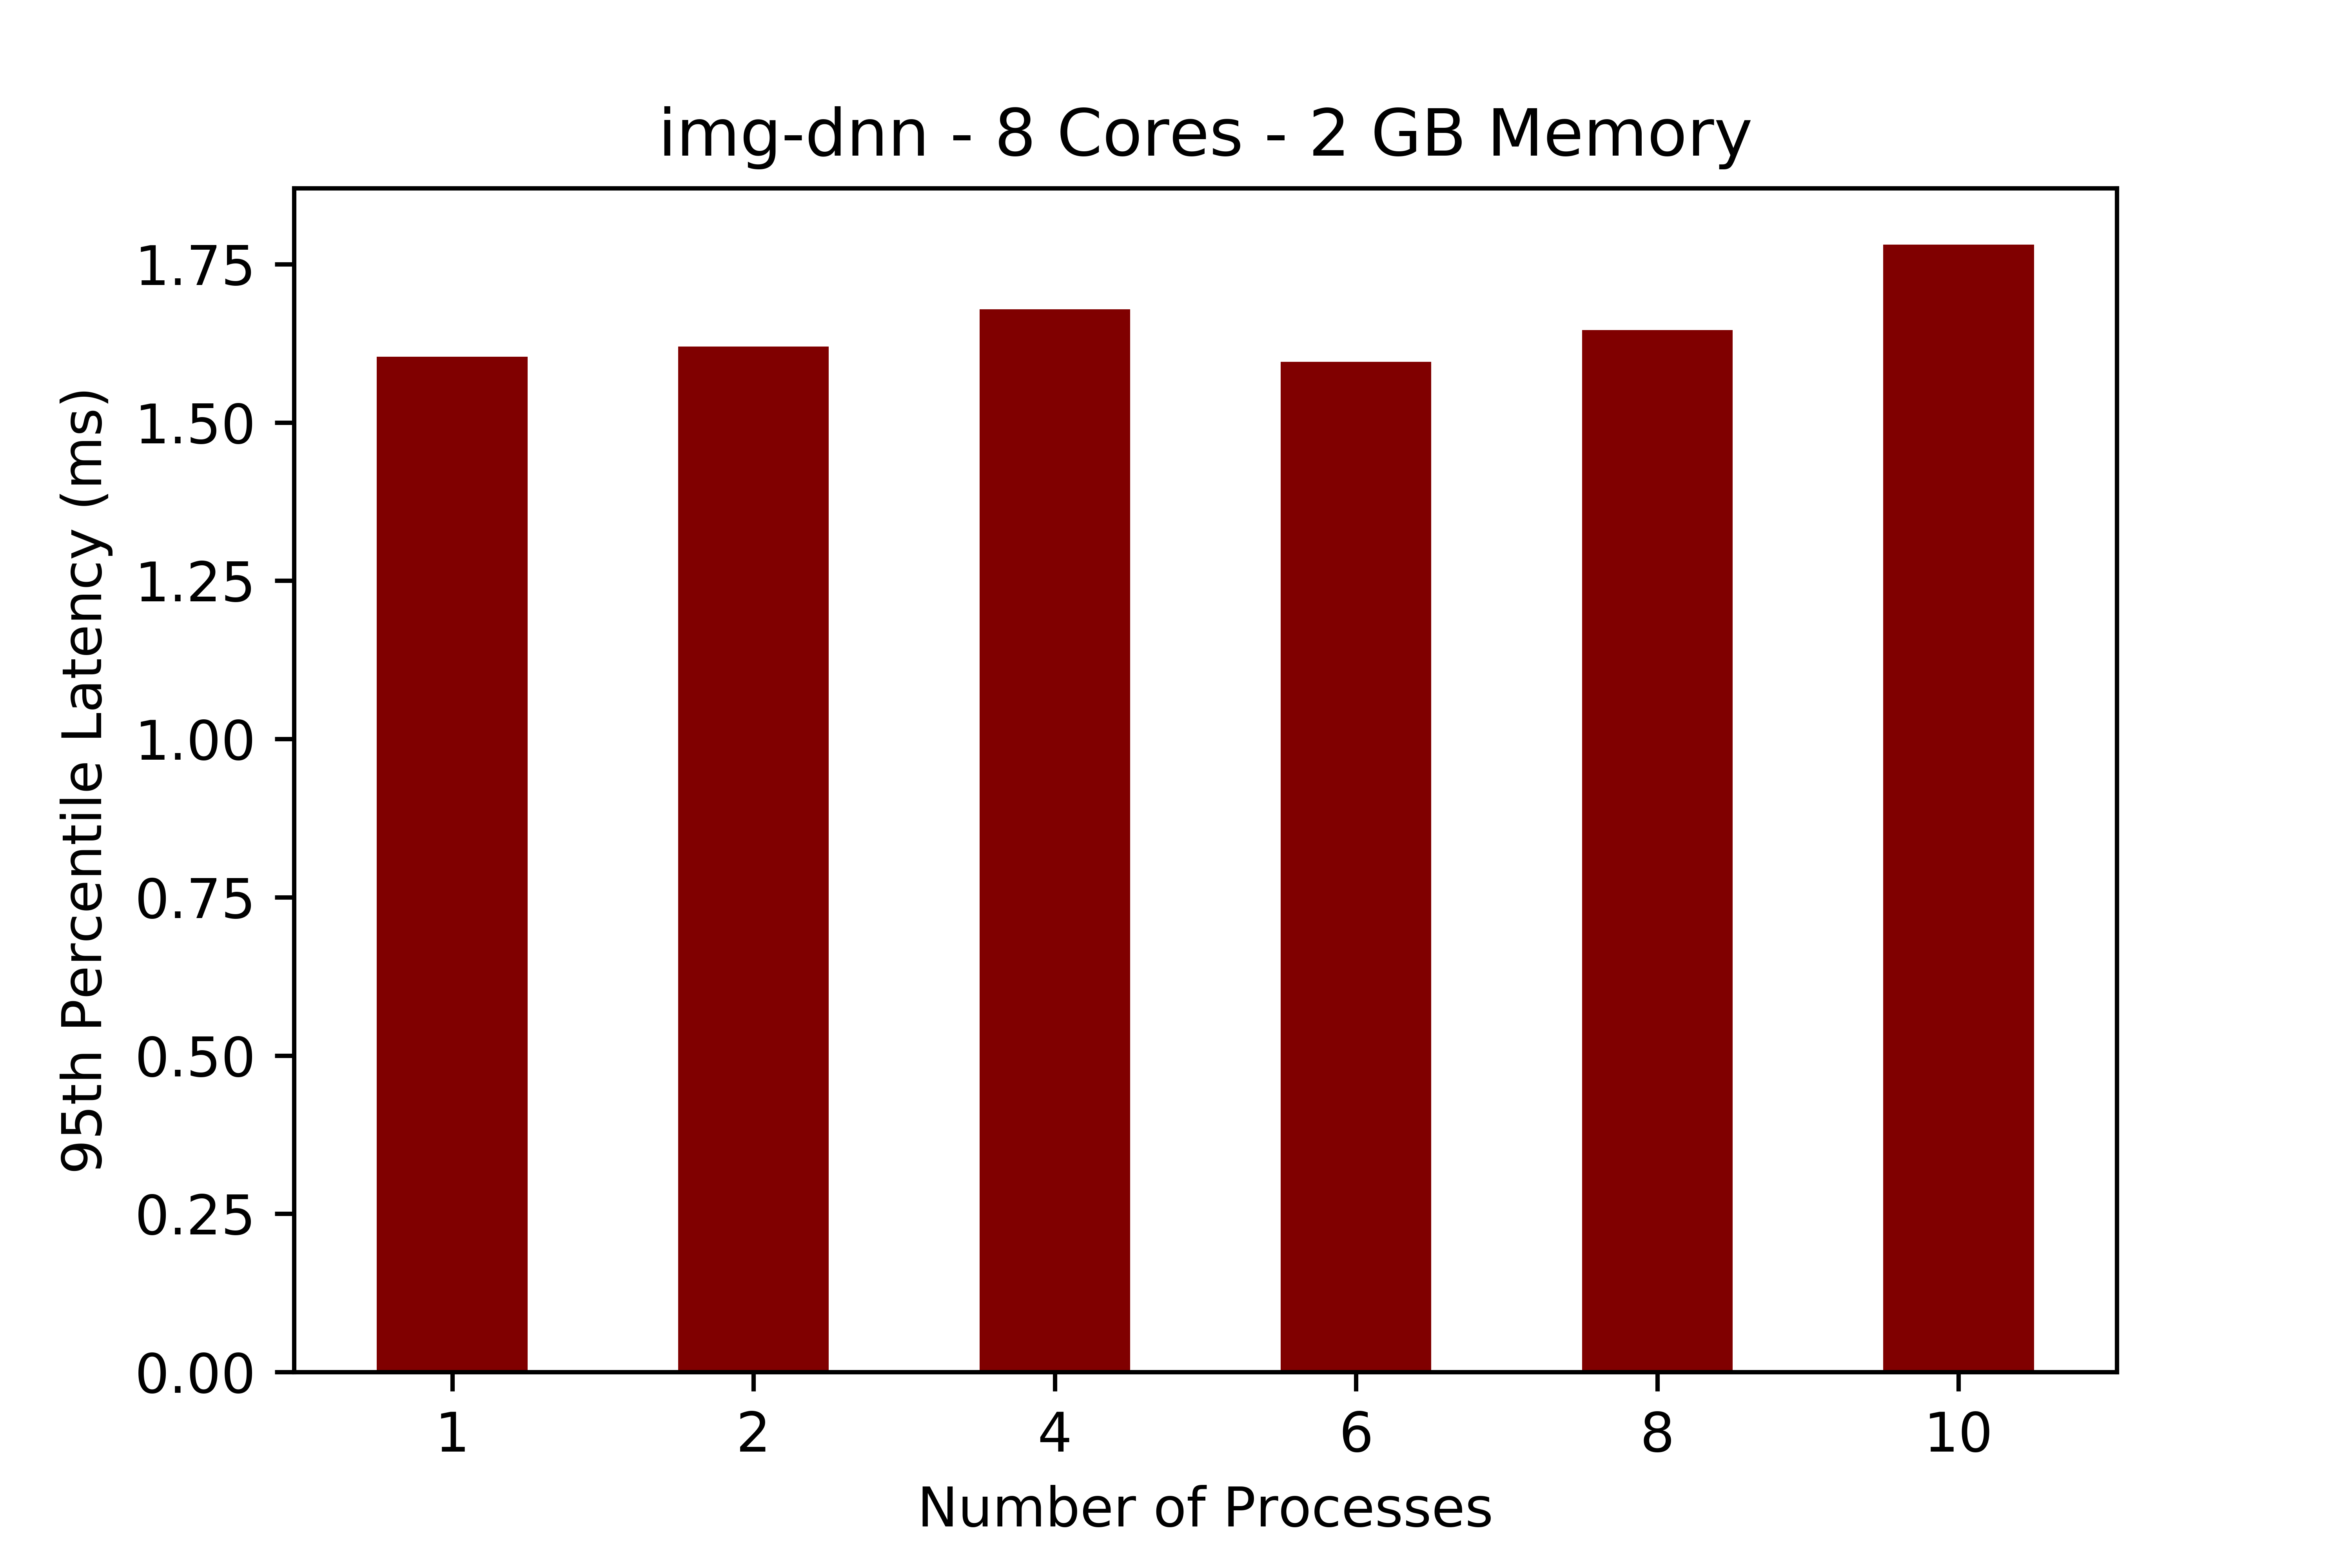 img-dnn - 8 Cores - 2 GB Memory
95th Percentile Latency (ms)
1.75
1.50
1.25
1.00
0.75
0.50
0.25
0.00
1 2 4 6 8 10
Number of Processes